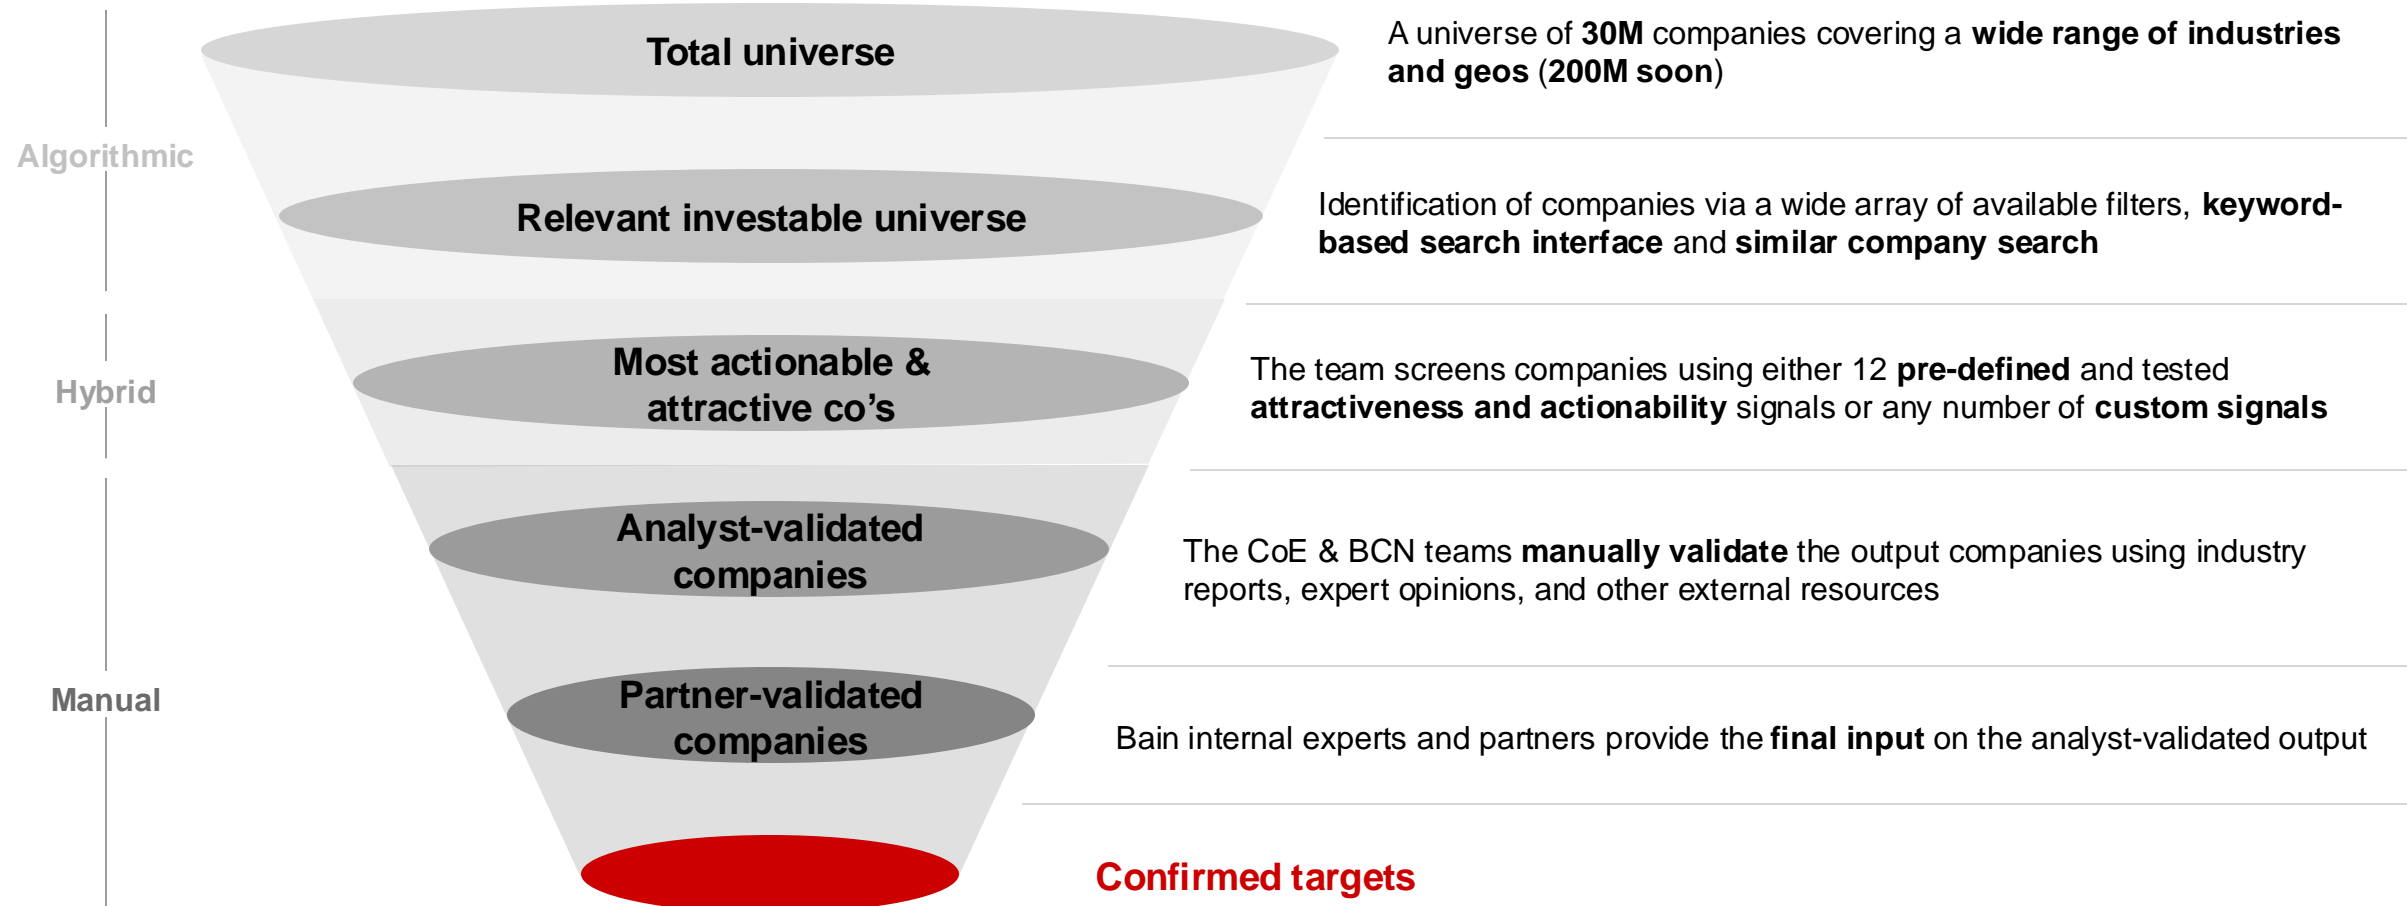 Total universe
A universe of 30M companies covering a wide range of industries
and geos (200M soon)
Algorithmic
Relevant investable universe
Identification of companies via a wide array of available filters, keyword-
based search interface and similar company search
Hybrid
Most actionable &
attractive co’s
The team screens companies using either 12 pre-defined and tested
attractiveness and actionability signals or any number of custom signals
Analyst-validated
companies
The CoE & BCN teams manually validate the output companies using industry
reports, expert opinions, and other external resources
Manual
Partner-validated
companies
Bain internal experts and partners provide the final input on the analyst-validated output
Confirmed targets